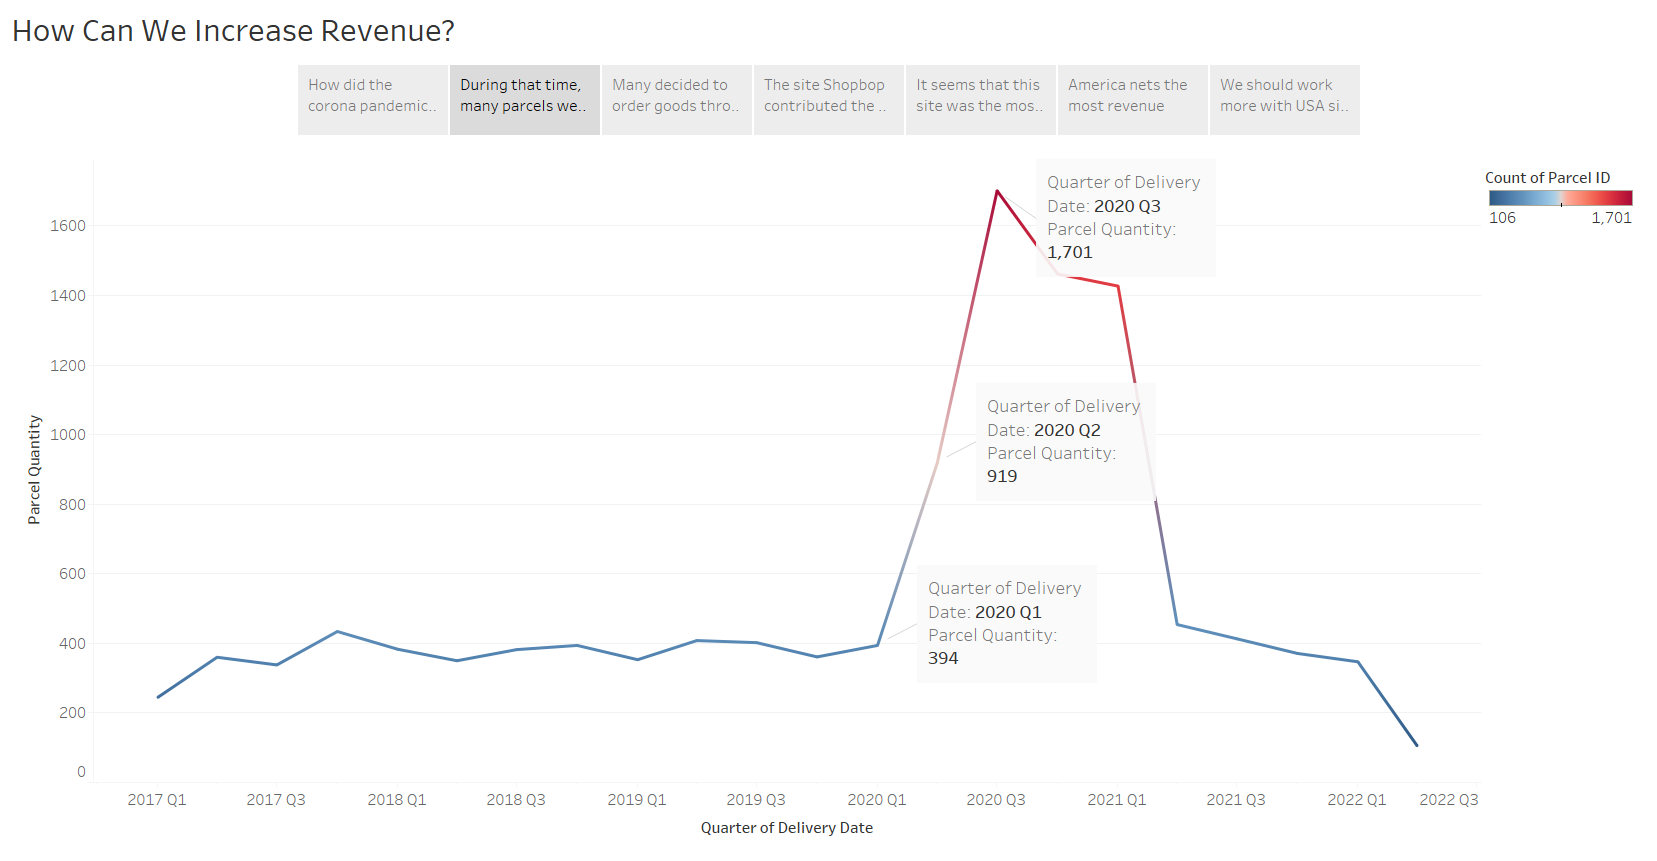 How Can We Increase Revenue?
How did the
corona pandemic..
During that time,
many parcels we..
Many decided to
order goods thro..
The site Shopbop
contributed the ..
It seems that this
site was the mos..
America nets the
most revenue
We should work
more with USA si..
Count of Parcel ID
106 1,701
Quarter of Delivery
Date: 2020 Q3
Parcel Quantity:
1,701
Quarter of Delivery
Date: 2020 Q2
Parcel Quantity:
919
Quarter of Delivery
Date: 2020 Q1
Parcel Quantity:
394
Parcel Quantity
1600
1400
1200
1000
800
600
400
200
0
2017 Q1 2017 Q3 2018 Q1 2018 Q3 2019 Q1 2019 Q3 2020 Q1 2020 Q3 2021 Q1 2021 Q3 2022 Q1 2022 Q3
Quarter of Delivery Date